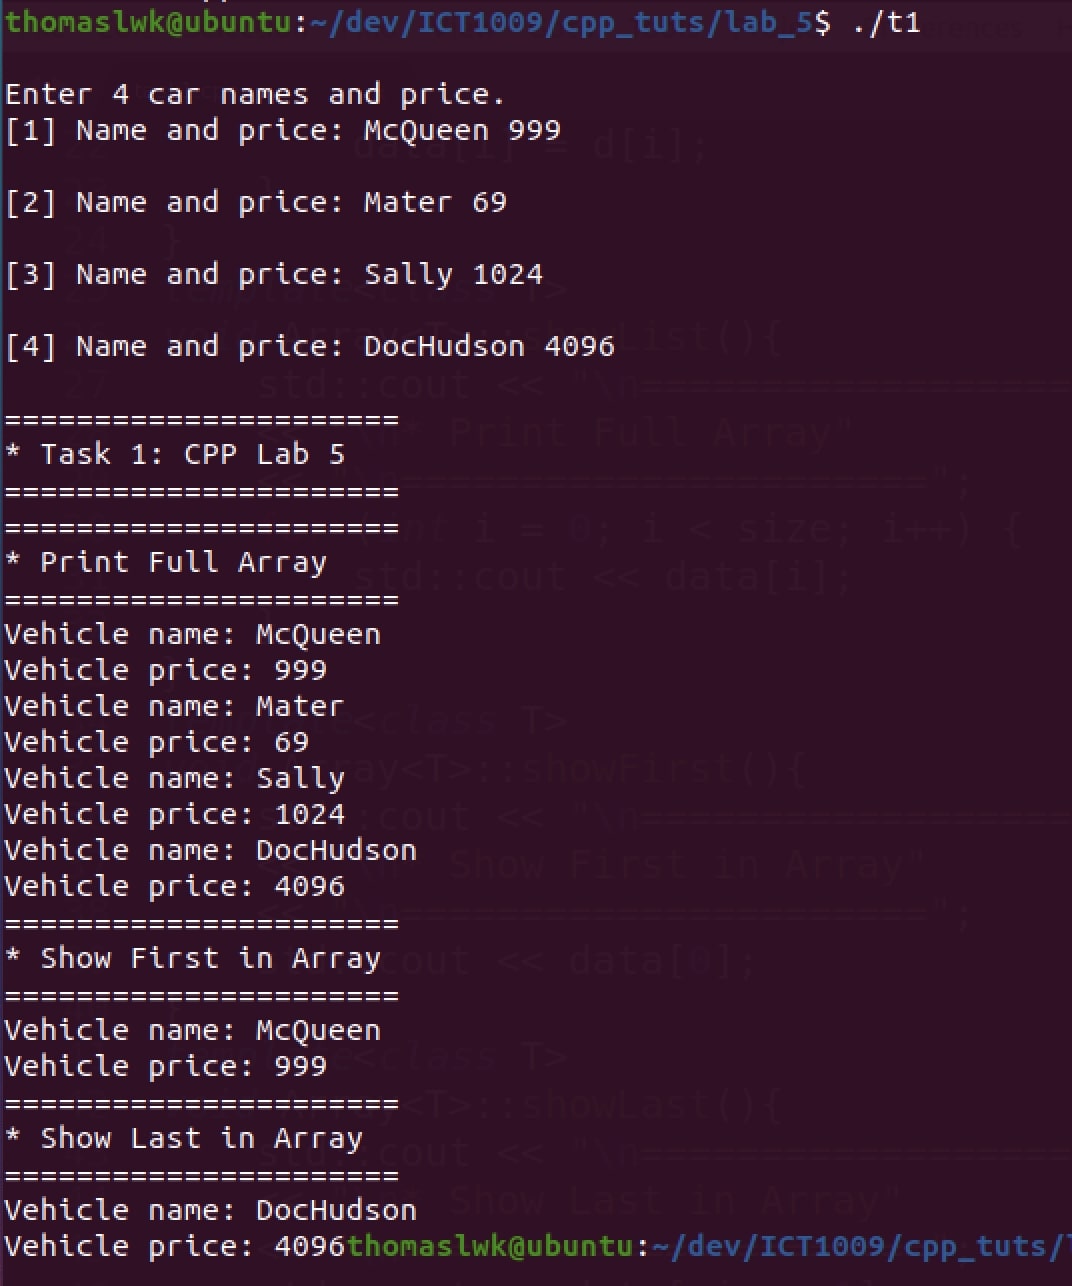 thomaslwk@ubuntu:~/dev/ICT1009/cpp_tuts/lab_5$ ./t1
Enter 4 car names and price.
[1] Name and price: McQueen 999
[2] Name and price: Mater 69
[3] Name and price: Sally 1024
[4] Name and price: DocHudson 4096
======================
* Task 1: CPP Lab 5
======================
======================
* Print Full Array
======================
Vehicle name: McQueen
Vehicle price: 999
Vehicle name: Mater
Vehicle price: 69
Vehicle name: Sally
Vehicle price: 1024
Vehicle name: DocHudson
Vehicle price: 4096
======================
* Show First in Array
======================
Vehicle name: McQueen
Vehicle price: 999
======================
* Show Last in Array
======================
Vehicle name: DocHudson
Vehicle price: 4096thomaslwk@ubuntu:~/dev/ICT1009/cpp_tuts/